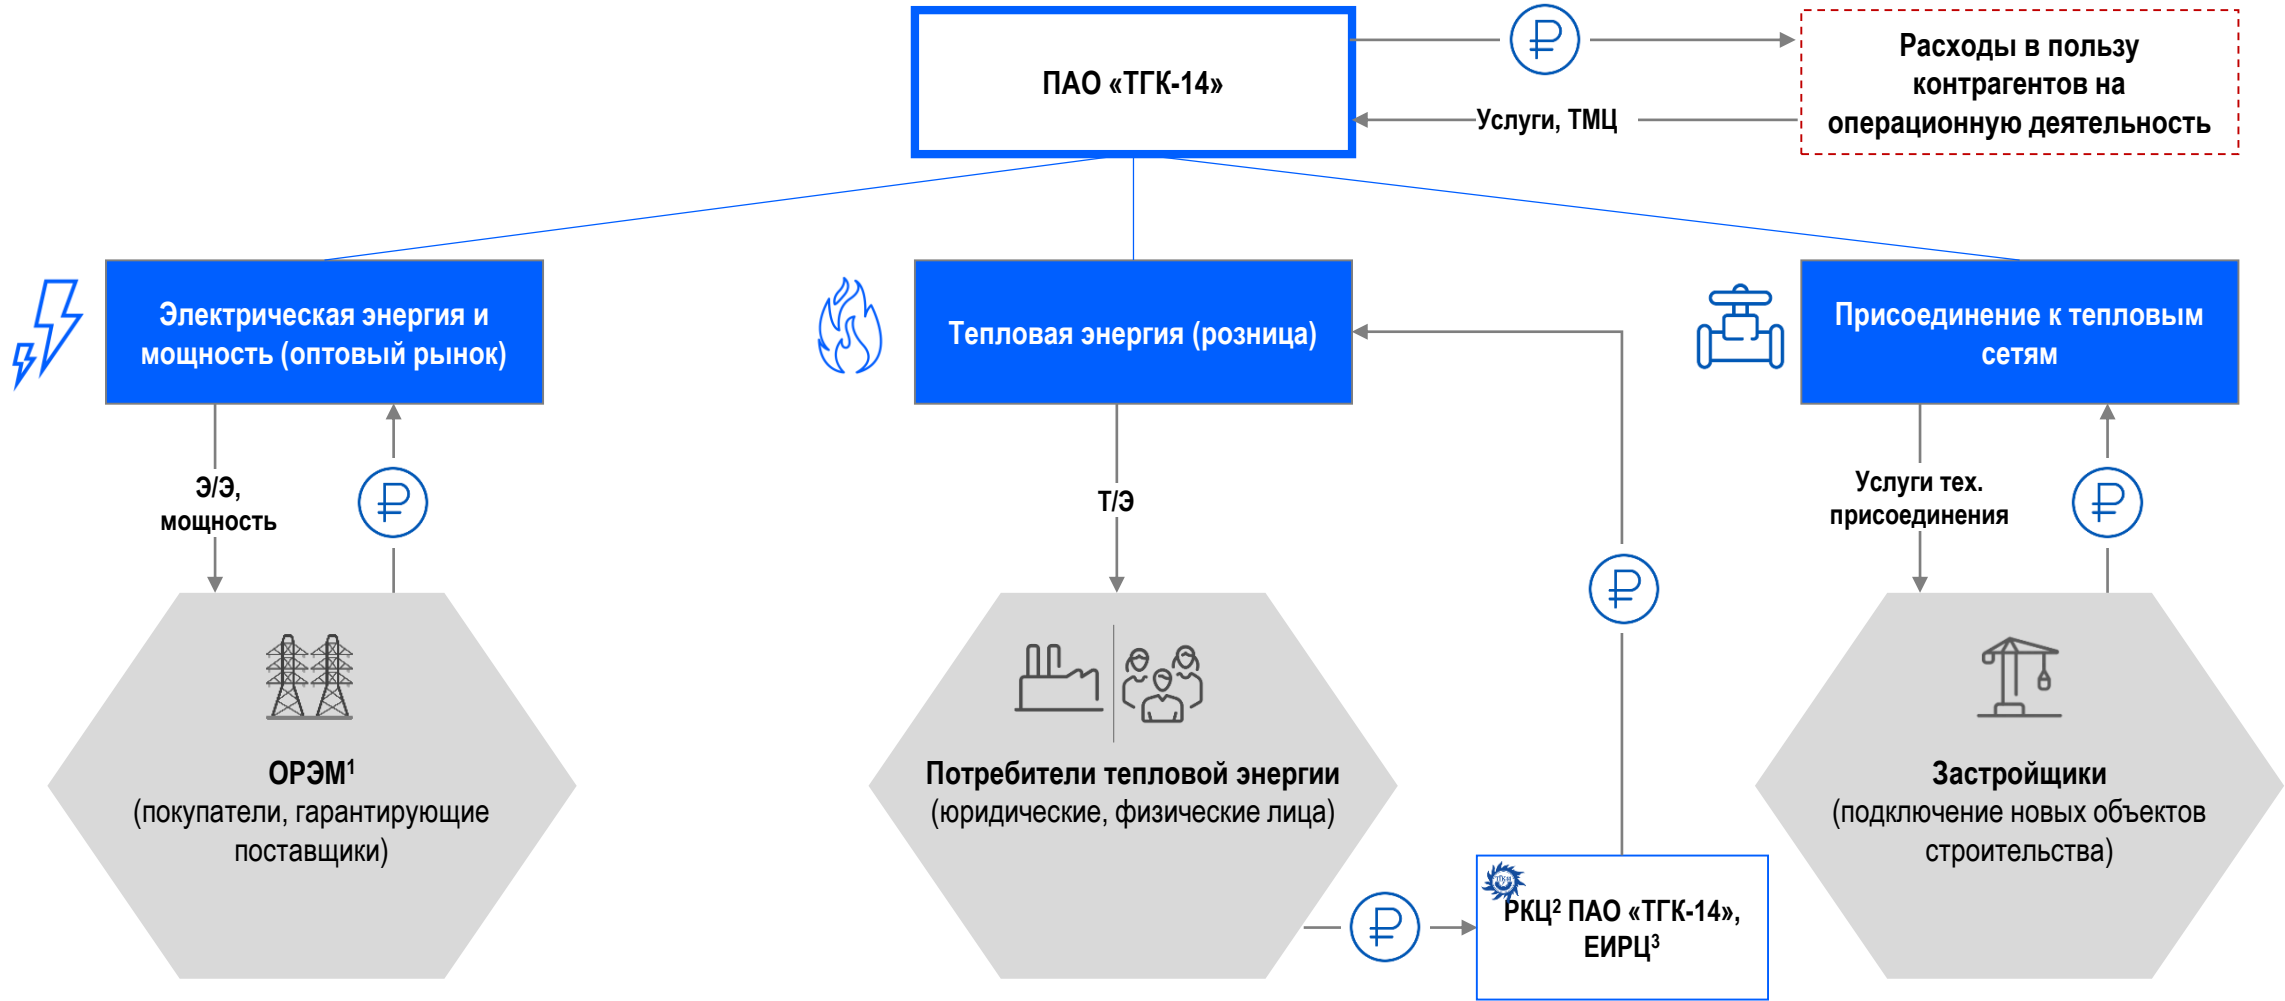 ПАО «ТГК-14»
Расходы в пользу
контрагентов на
операционную деятельность
Услуги, ТМЦ
Электрическая энергия и
мощность (оптовый рынок)
Тепловая энергия (розница)
Присоединение к тепловым
сетям
Э/Э,
мощность
Т/Э
Услуги тех.
присоединения
ОРЭМ¹
(покупатели, гарантирующие
поставщики)
Потребители тепловой энергии
(юридические, физические лица)
Застройщики
(подключение новых объектов
строительства)
РКЦ² ПАО «ТГК-14»,
ЕИРЦ³